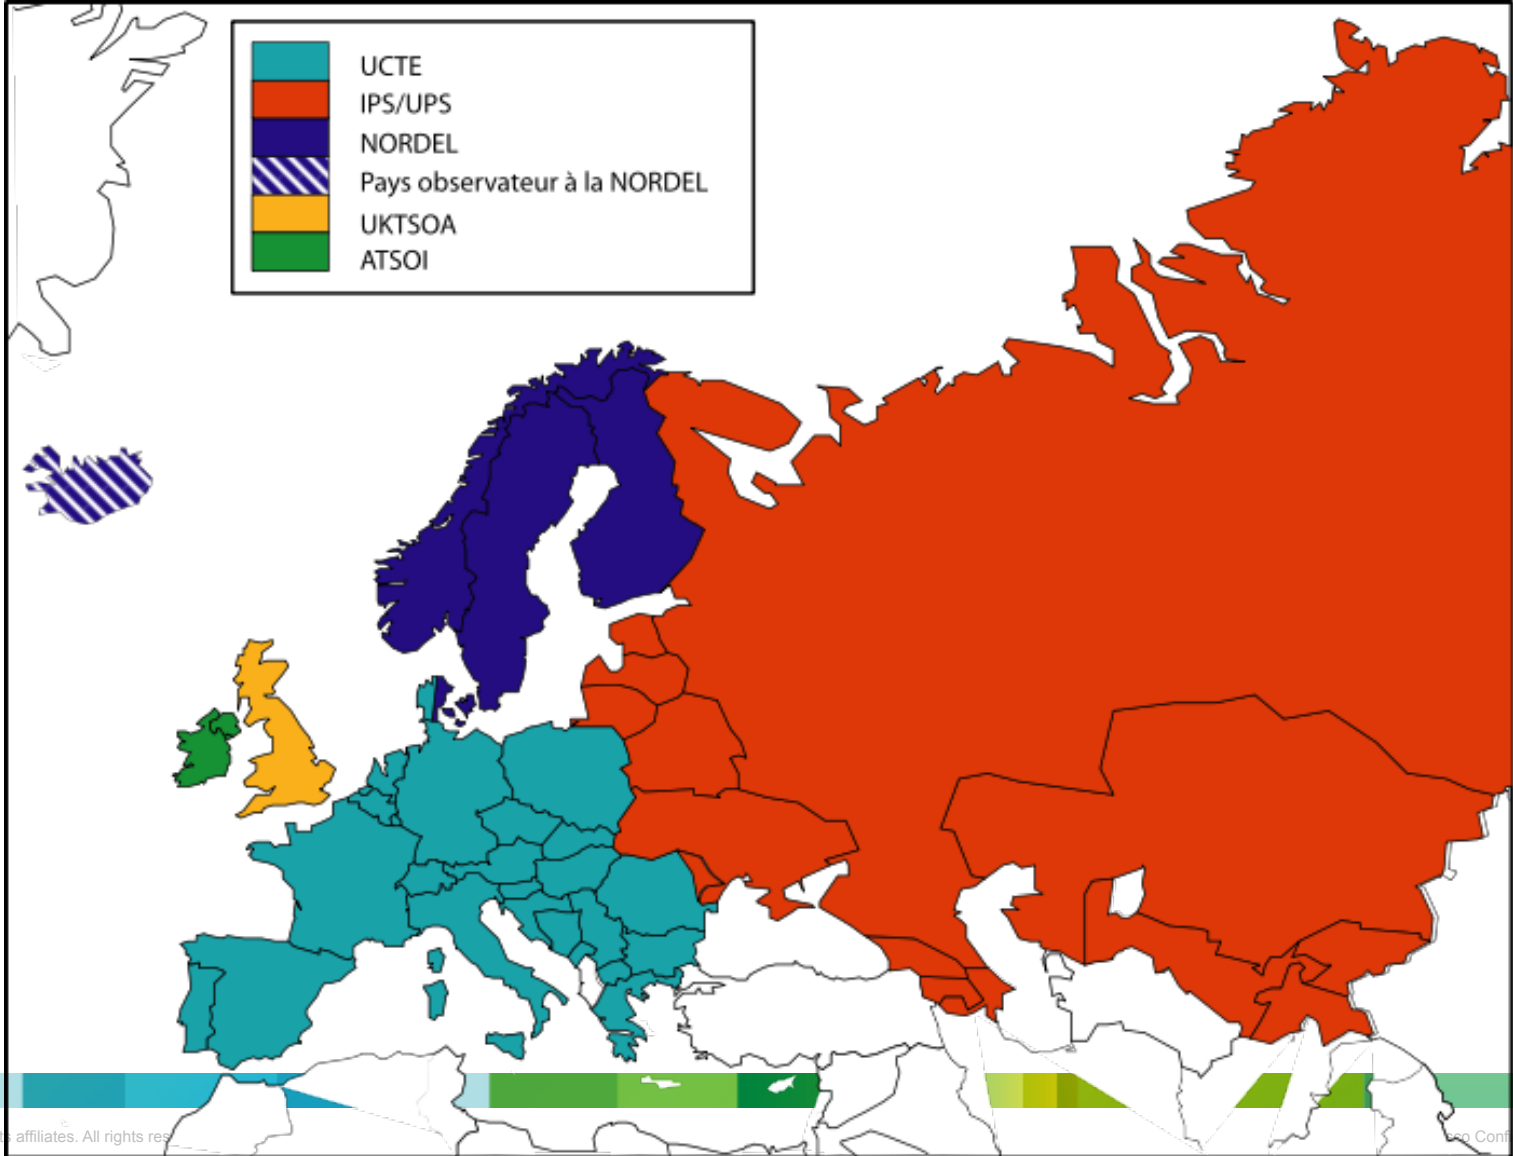 UCTE
IPS/UPS
NORDEL
Pays observateur à la NORDEL
UKTSOA
ATSOI
affiliates. All rights